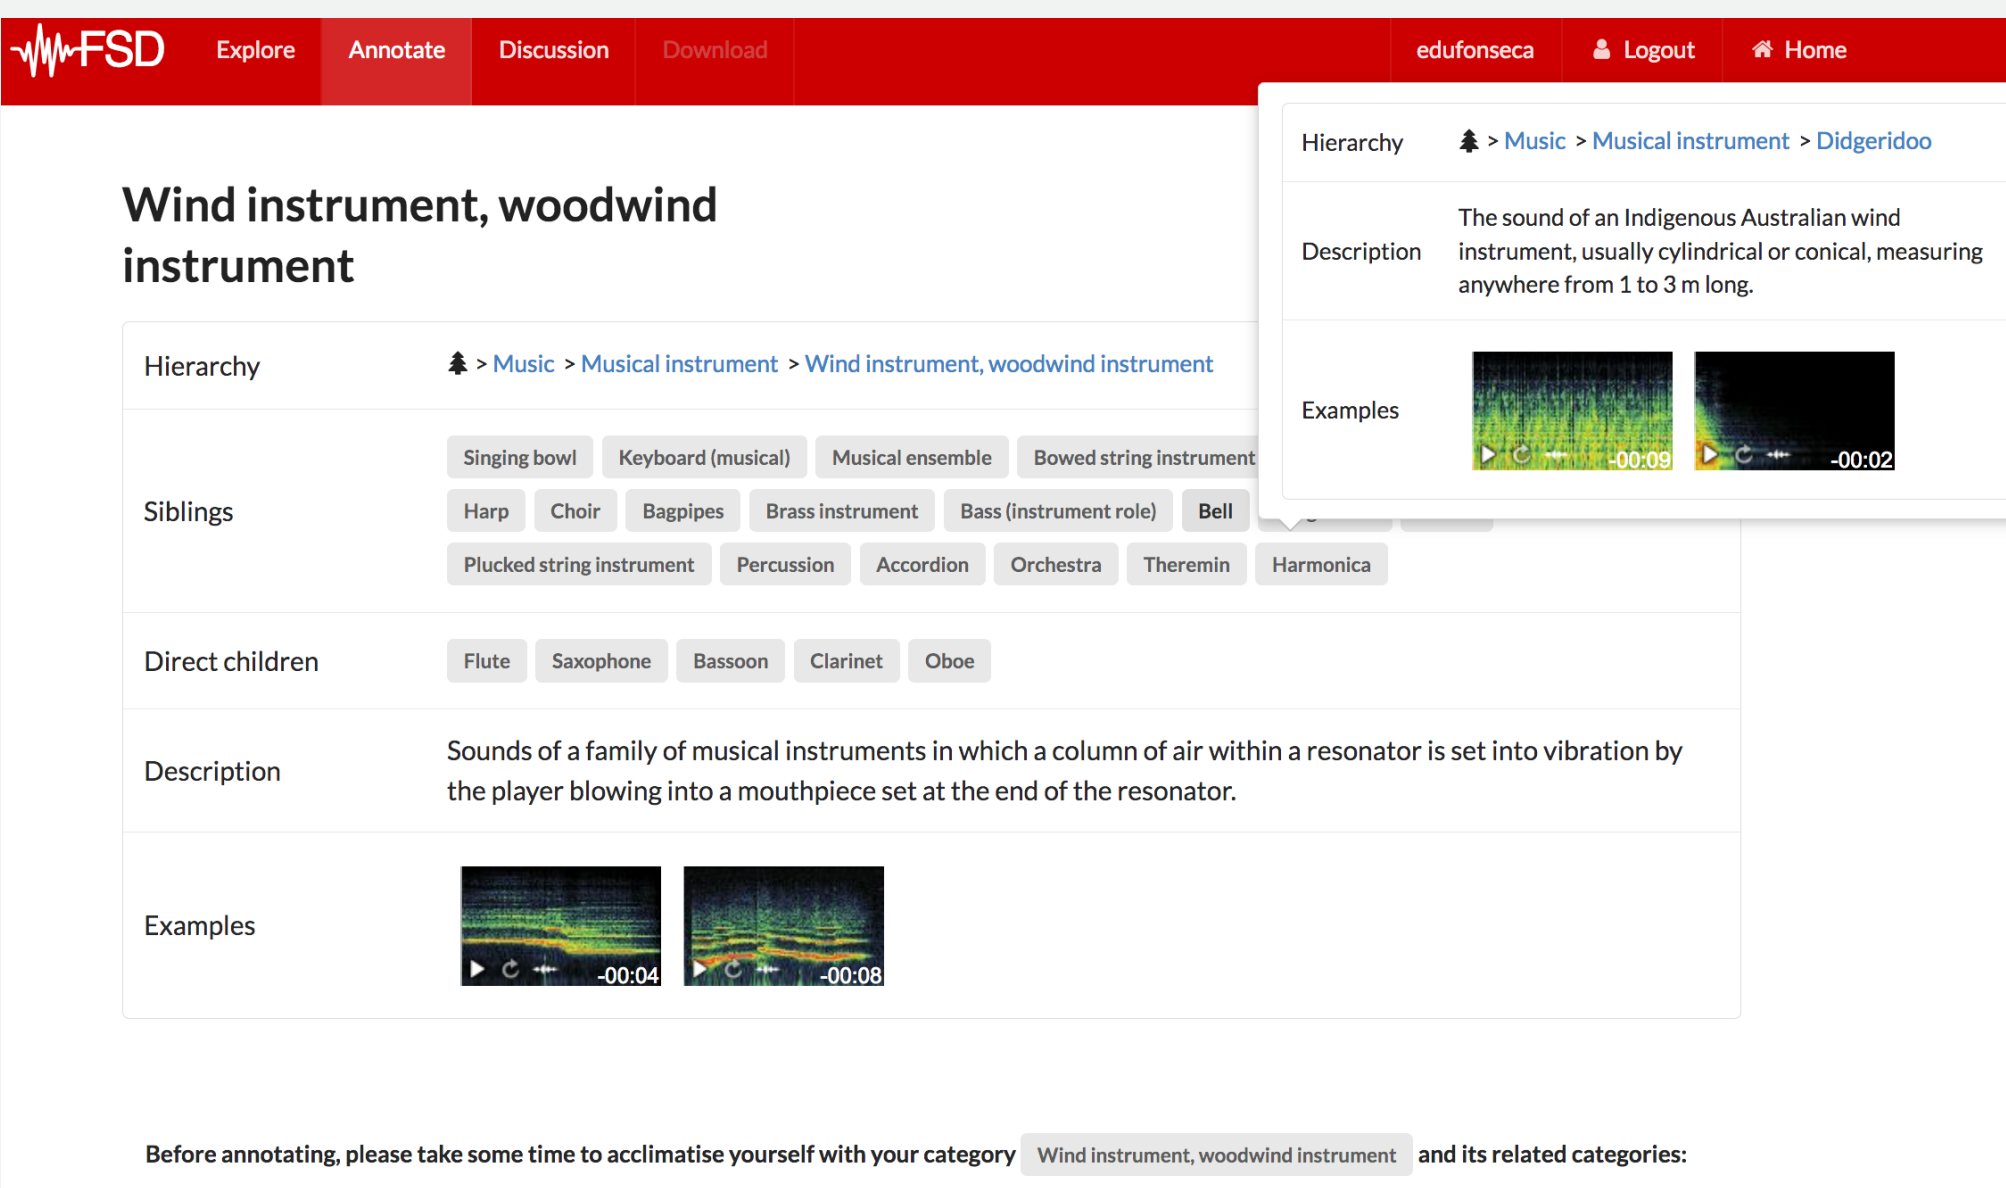 FSD Explore Annotate Discussion Download edufonseca Logout Home
Wind instrument, woodwind
instrument
Hierarchy > Music > Musical instrument > Wind instrument, woodwind instrument
Siblings
Singing bowl Keyboard (musical) Musical ensemble Bowed string instrument
Harp Choir Bagpipes Brass instrument Bass (instrument role) Bell
Plucked string instrument Percussion Accordion Orchestra Theremin Harmonica
Direct children Flute Saxophone Bassoon Clarinet Oboe
Description
Sounds of a family of musical instruments in which a column of air within a resonator is set into vibration by
the player blowing into a mouthpiece set at the end of the resonator.
Examples
-00:04 -00:08
Hierarchy > Music > Musical instrument > Didgeridoo
Description
The sound of an Indigenous Australian wind
instrument, usually cylindrical or conical, measuring
anywhere from 1 to 3 m long.
Examples
-00:09 -00:02
Before annotating, please take some time to acclimatise yourself with your category Wind instrument, woodwind instrument and its related categories: